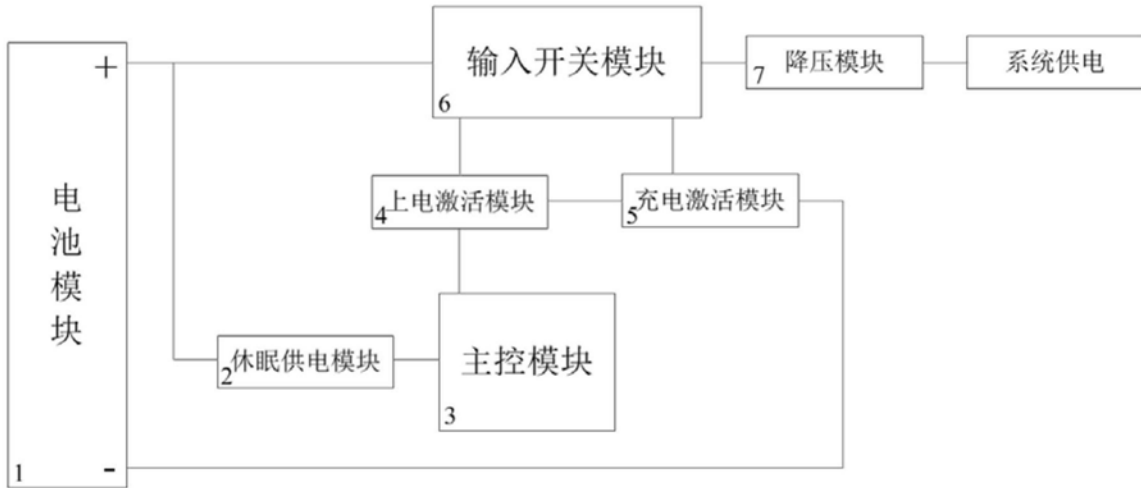 输入开关模块
6
7
降压模块
系统供电
+
电池模块
4
上电激活模块
5
充电激活模块
2
休眠供电模块
主控模块
3
1
-